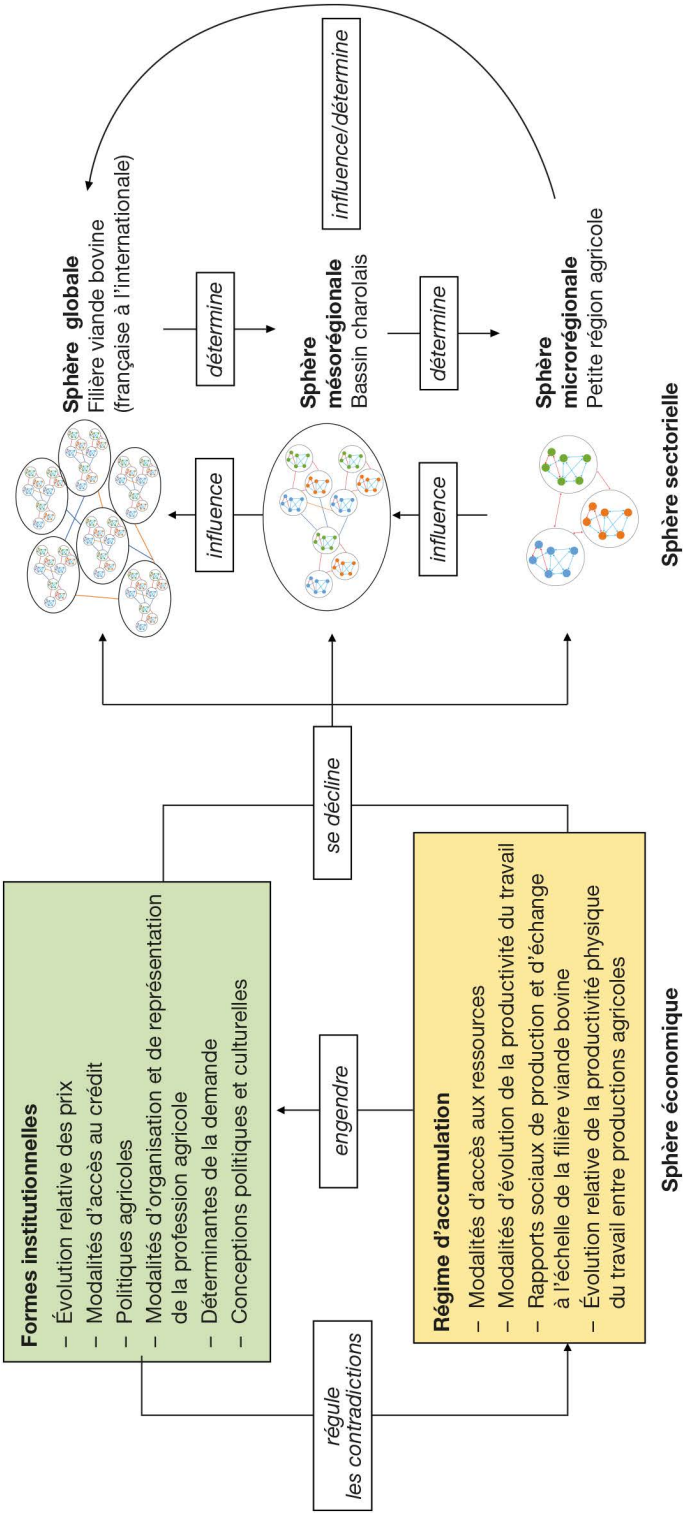 régule
les contradictions
Formes institutionnelles
– Évolution relative des prix
– Modalités d'accès au crédit
– Politiques agricoles
– Modalités d'organisation et de représentation
de la profession agricole
– Déterminantes de la demande
– Conceptions politiques et culturelles
engendre
Régime d'accumulation
– Modalités d'accès aux ressources
– Modalités d'évolution de la productivité du travail
– Rapports sociaux de production et d'échange
à l'échelle de la filière viande bovine
– Évolution relative de la productivité physique
du travail entre productions agricoles
Sphère économique
se décline
Sphère globale
Filière viande bovine
(française à l'internationale)
influence
détermine
Sphère
mésorégionale
Bassin charolais
influence
détermine
Sphère
microrégionale
Petite région agricole
influence/détermine
Sphère sectorielle